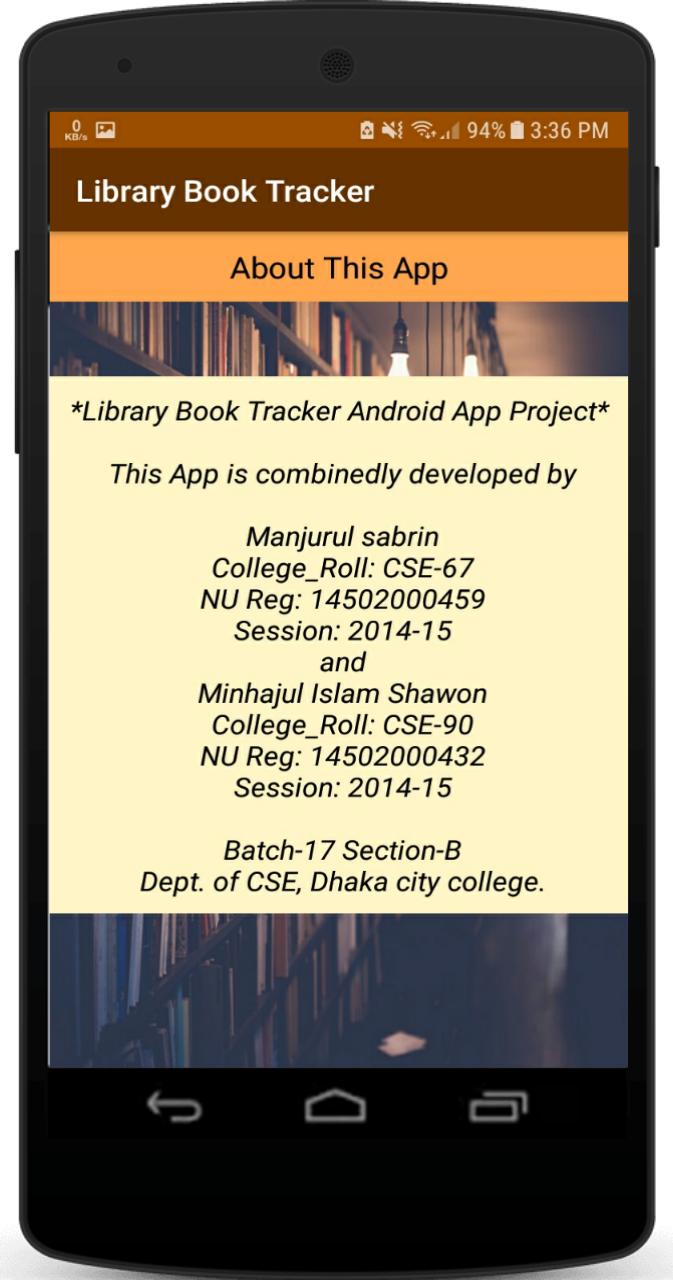 0
KB/s
94% 3:36 PM
Library Book Tracker
About This App
*Library Book Tracker Android App Project*
This App is combinedly developed by
Manjurul sabrin
College_Roll: CSE-67
NU Reg: 14502000459
Session: 2014-15
and
Minhajul Islam Shawon
College_Roll: CSE-90
NU Reg: 14502000432
Session: 2014-15
Batch-17 Section-B
Dept. of CSE, Dhaka city college.